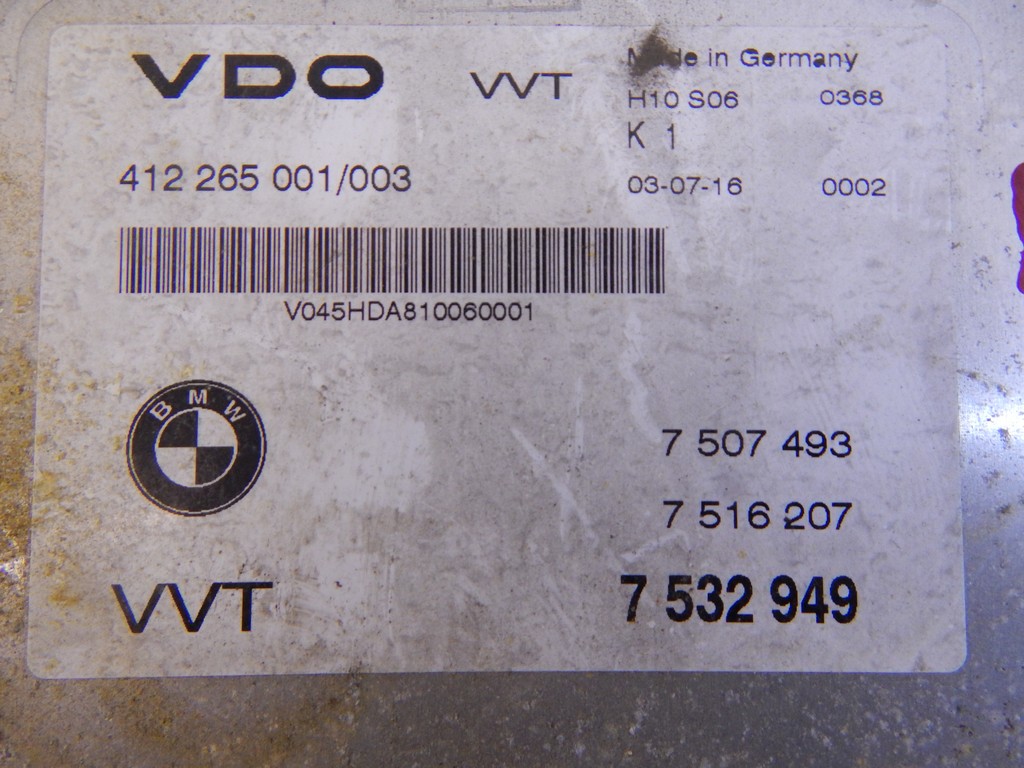 VDO VVT
Made in Germany
H10 S06 0368
K 1
412 265 001/003
03-07-16 0002
V045HDA810060001
BMW
7 507 493
7 516 207
VVT 7 532 949